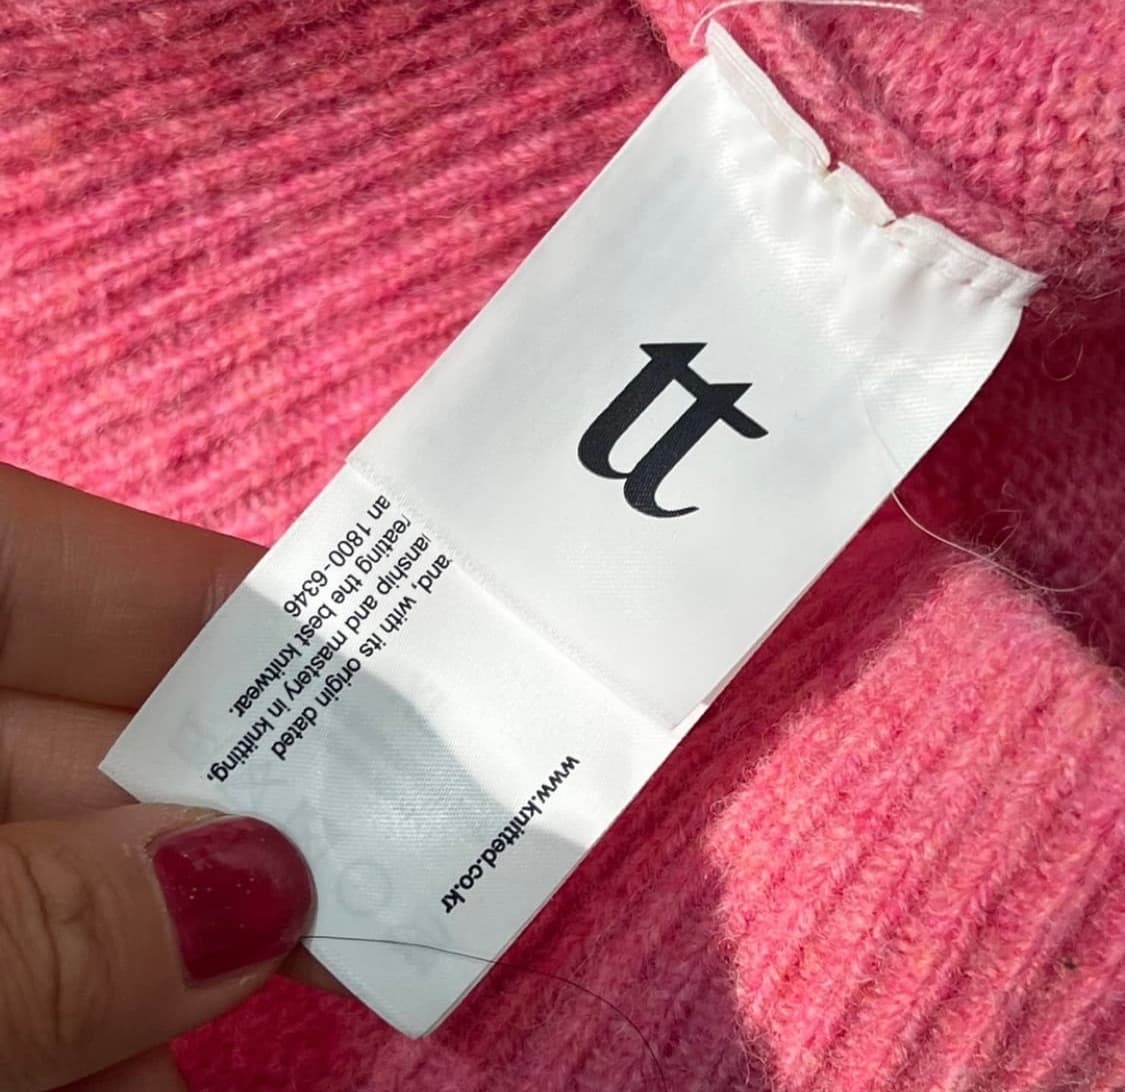 tt
www.knitted.co.kr
and, with its origin dated
anship and mastery in knitting,
reating the best knitwear.
an 1800-6346